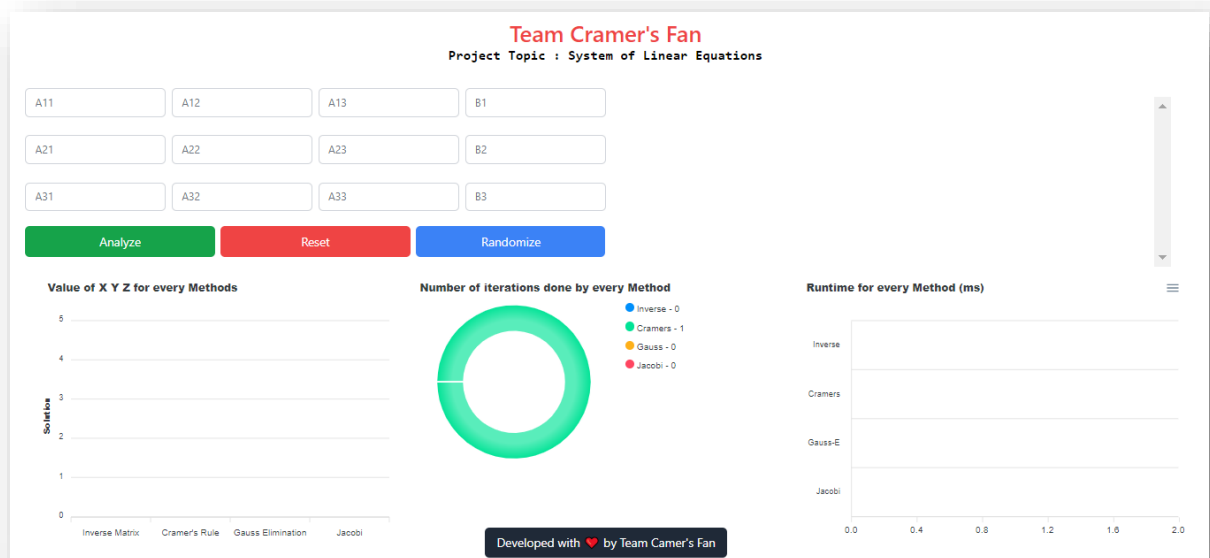 Team Cramer's Fan
Project Topic : System of Linear Equations
A11 A12 A13 B1
A21 A22 A23 B2
A31 A32 A33 B3
Analyze Reset Randomize
Value of X Y Z for every Methods
5
4
3
2
1
0
Solution
Inverse Matrix Cramer's Rule Gauss Elimination Jacobi
Number of iterations done by every Method
Inverse - 0
Cramers - 1
Gauss - 0
Jacobi - 0
Runtime for every Method (ms)
Inverse
Cramers
Gauss-E
Jacobi
0.0 0.4 0.8 1.2 1.6 2.0
Developed with ❤ by Team Camer's Fan